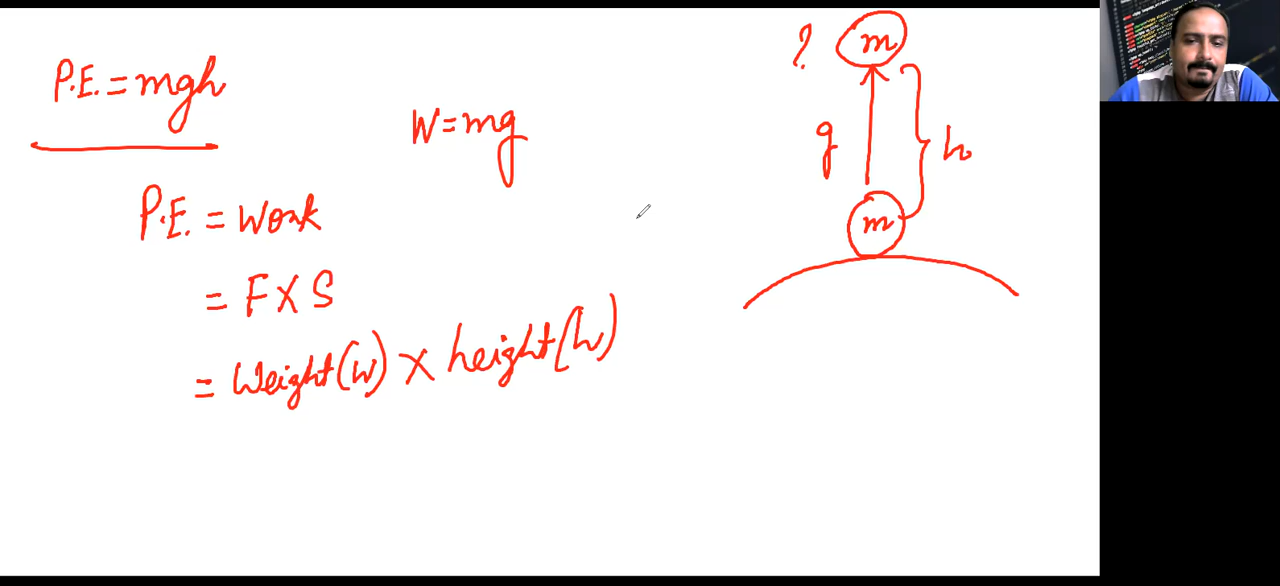 P.E. = mgh
W = mg
P.E. = Work
= F X S
= Weight (W) X height (h)
? m
g h
m